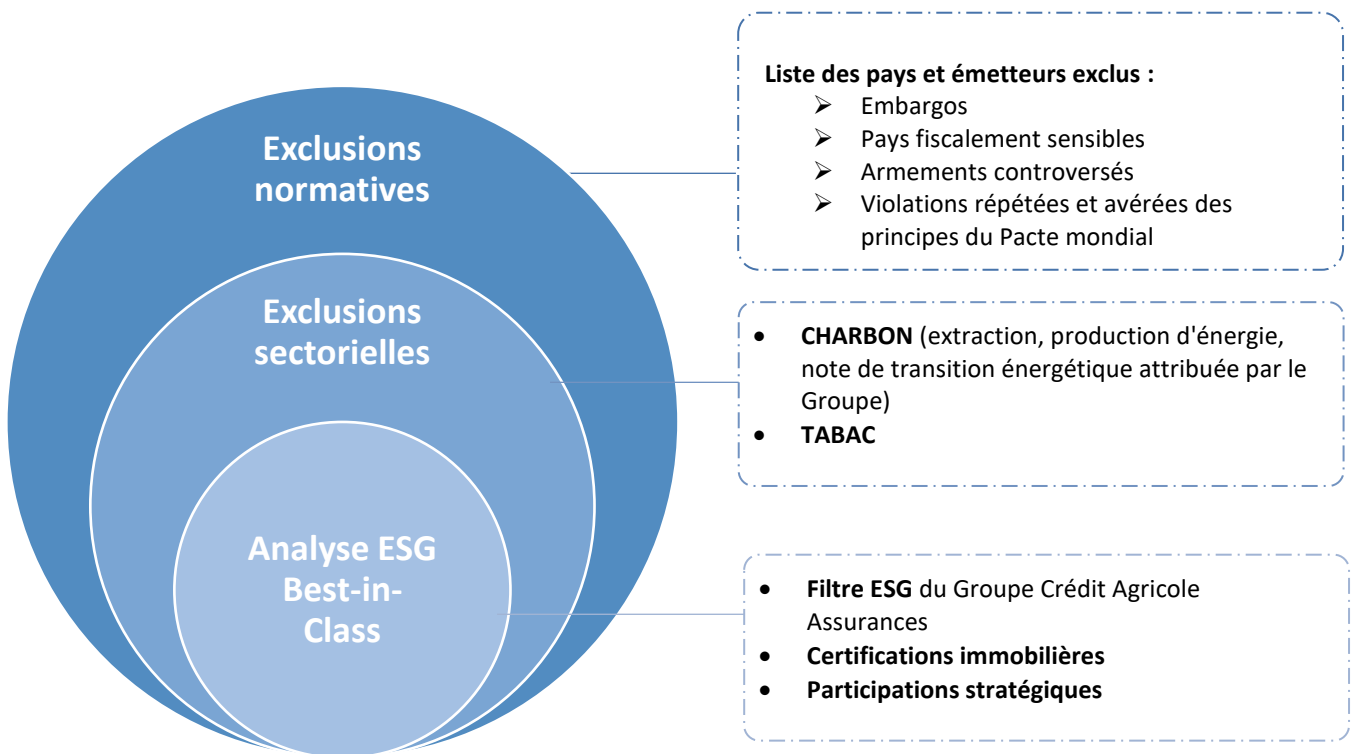 Exclusions
normatives
Liste des pays et émetteurs exclus :
➢ Embargos
➢ Pays fiscalement sensibles
➢ Armements controversés
➢ Violations répétées et avérées des
principes du Pacte mondial
Exclusions
sectorielles
• CHARBON (extraction, production d'énergie,
note de transition énergétique attribuée par le
Groupe)
• TABAC
Analyse ESG
Best-in-
Class
• Filtre ESG du Groupe Crédit Agricole
Assurances
• Certifications immobilières
• Participations stratégiques